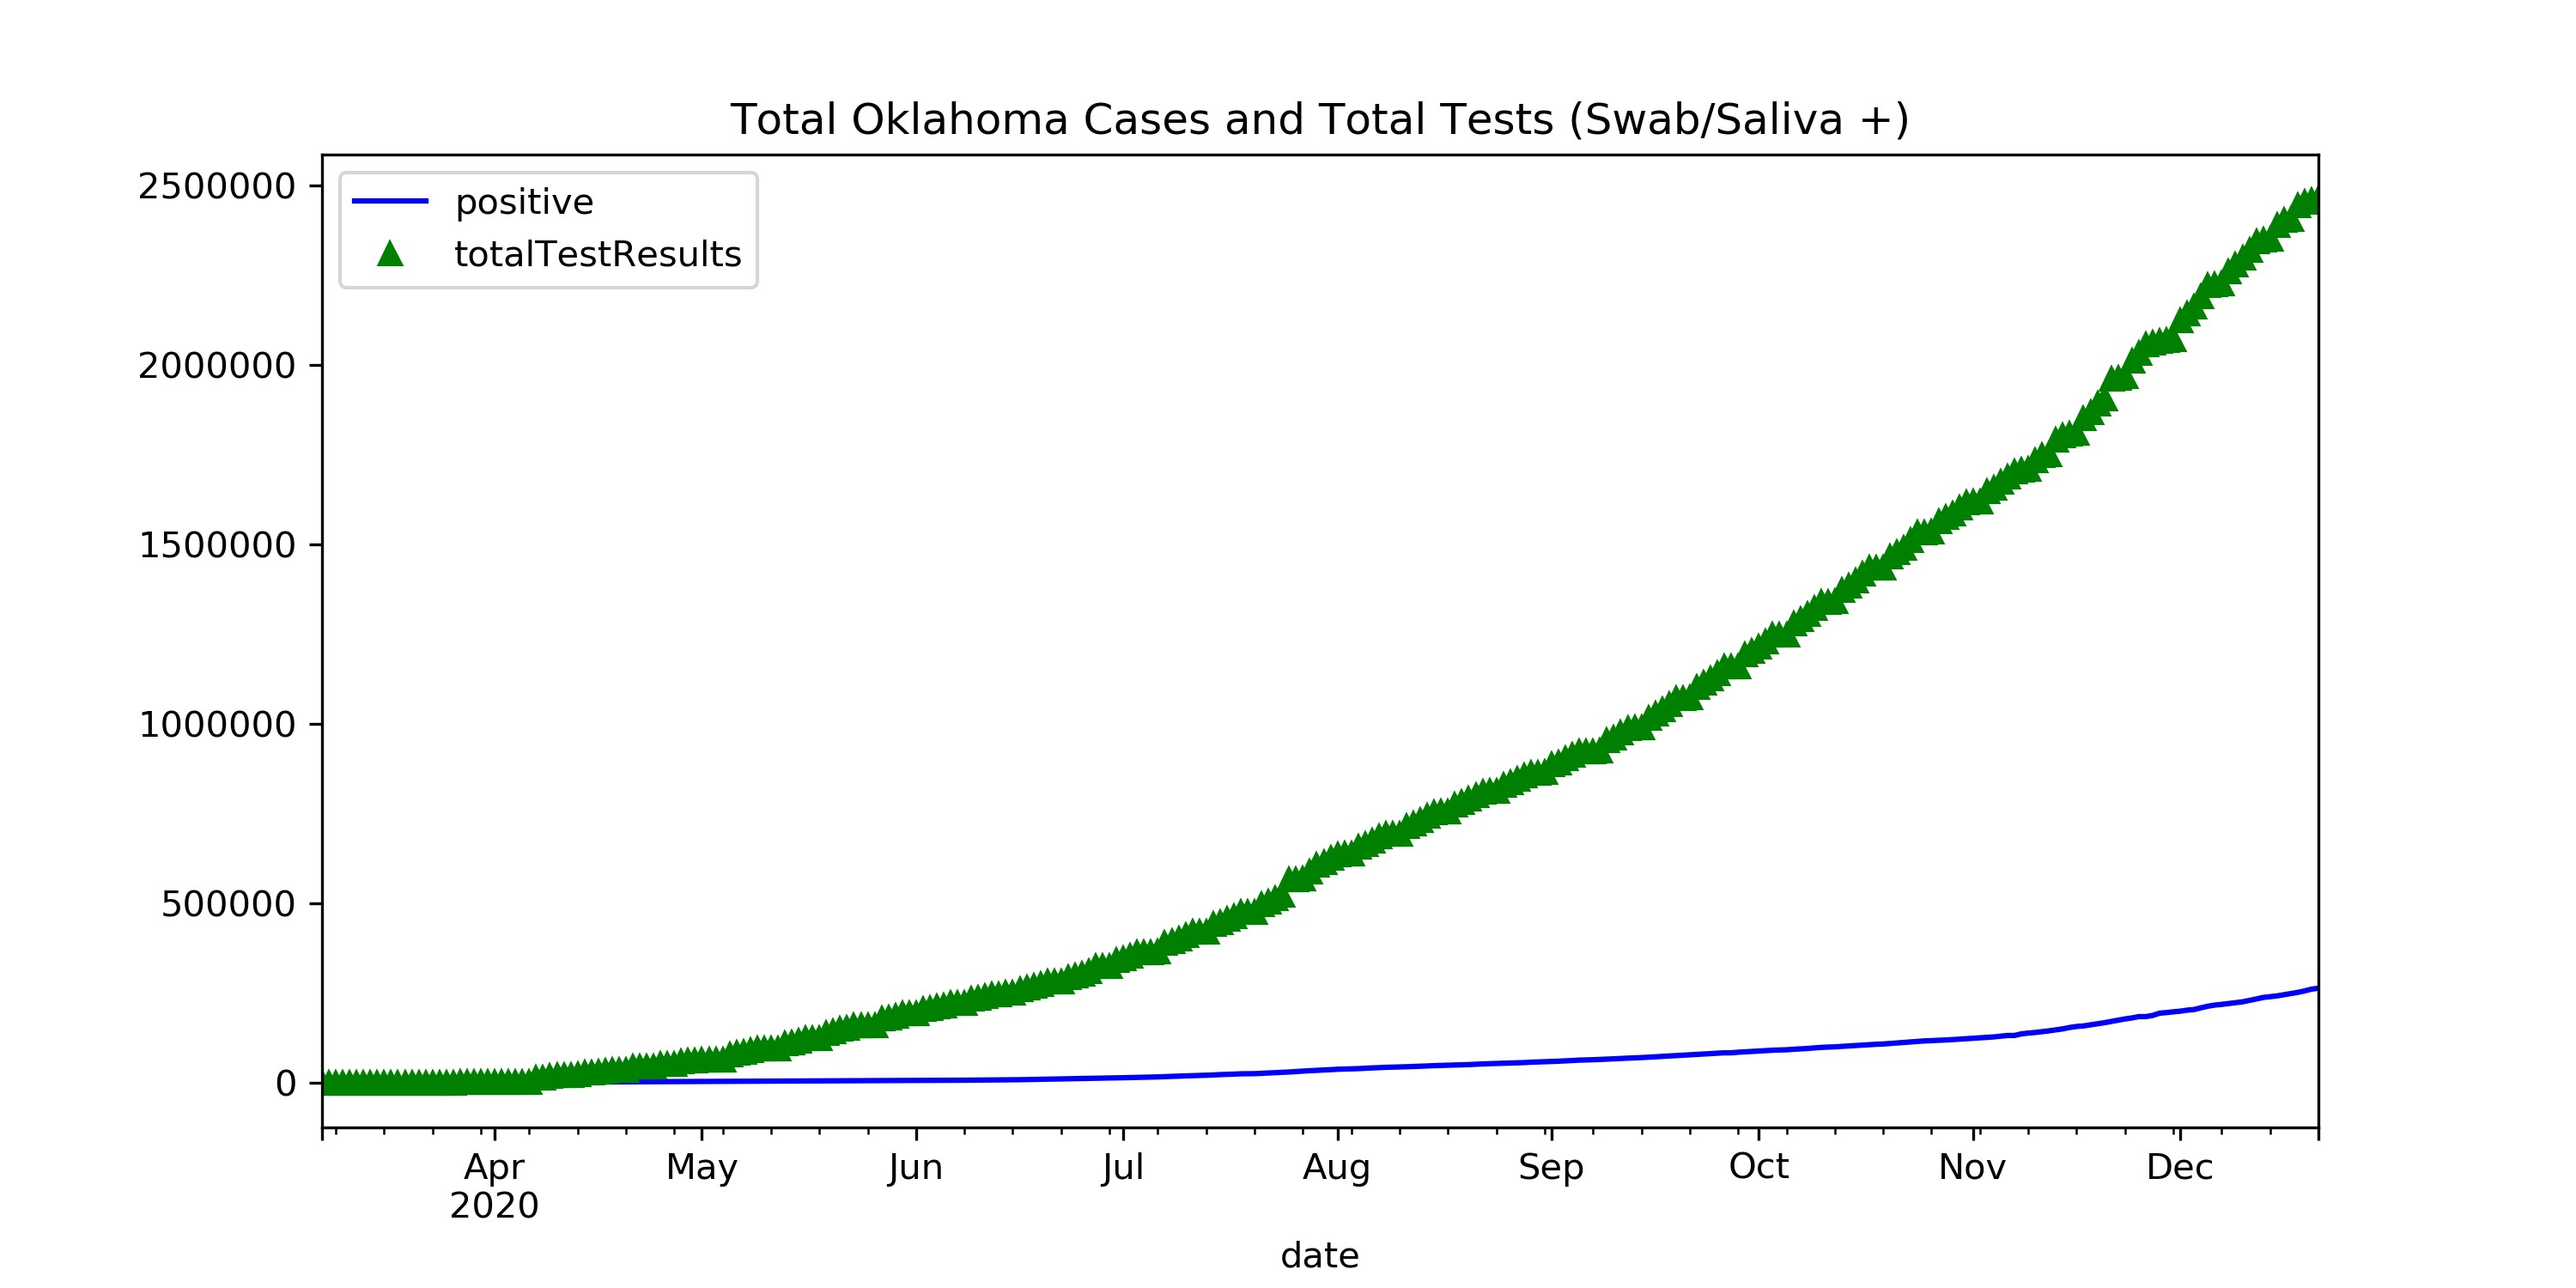 Total Oklahoma Cases and Total Tests (Swab/Saliva +)
positive
totalTestResults
2500000
2000000
1500000
1000000
500000
0
Apr May Jun Jul Aug Sep Oct Nov Dec
2020
date